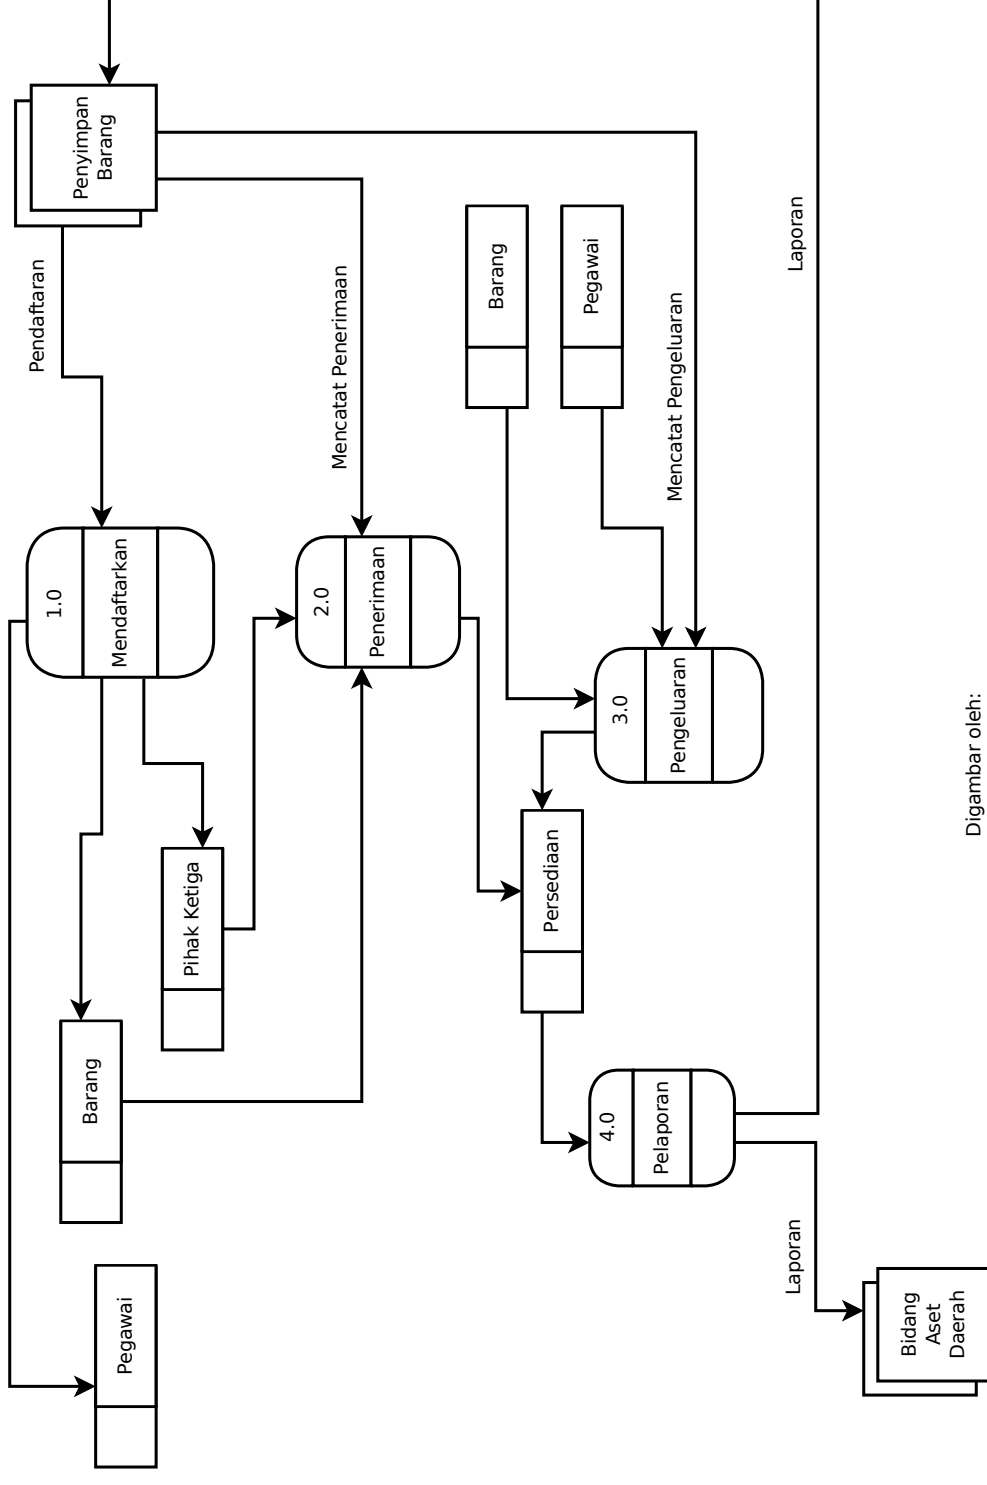 Penyimpan
Barang
Pendaftaran
Mencatat Penerimaan
Barang
Pegawai
Mencatat Pengeluaran
Laporan
1.0
Mendaftarkan
2.0
Penerimaan
3.0
Pengeluaran
Pihak Ketiga
Persediaan
Barang
4.0
Pelaporan
Pegawai
Laporan
Bidang
Aset
Daerah
Digambar oleh: